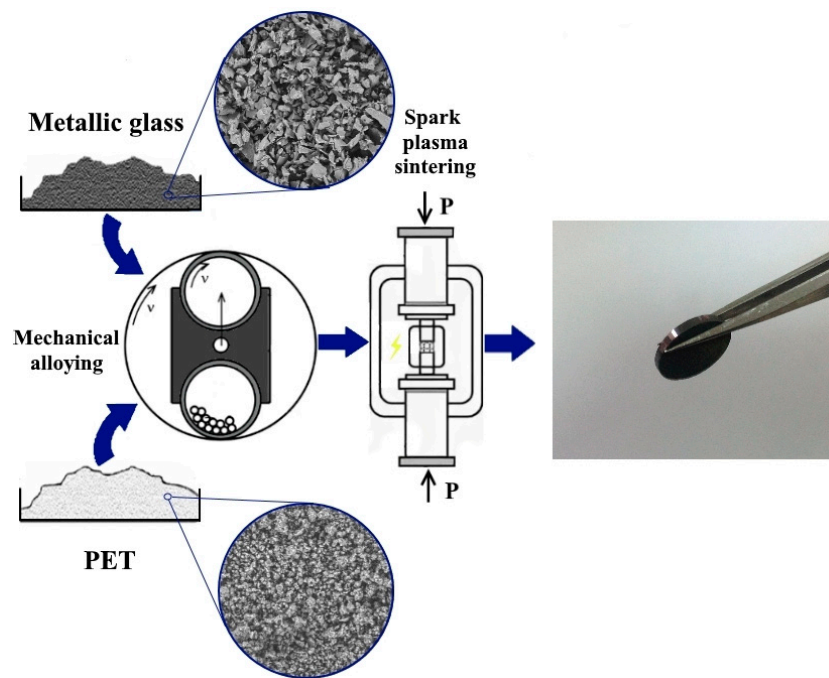 Metallic glass
Spark
plasma
sintering
P
v
v
Mechanical
alloying
P
PET